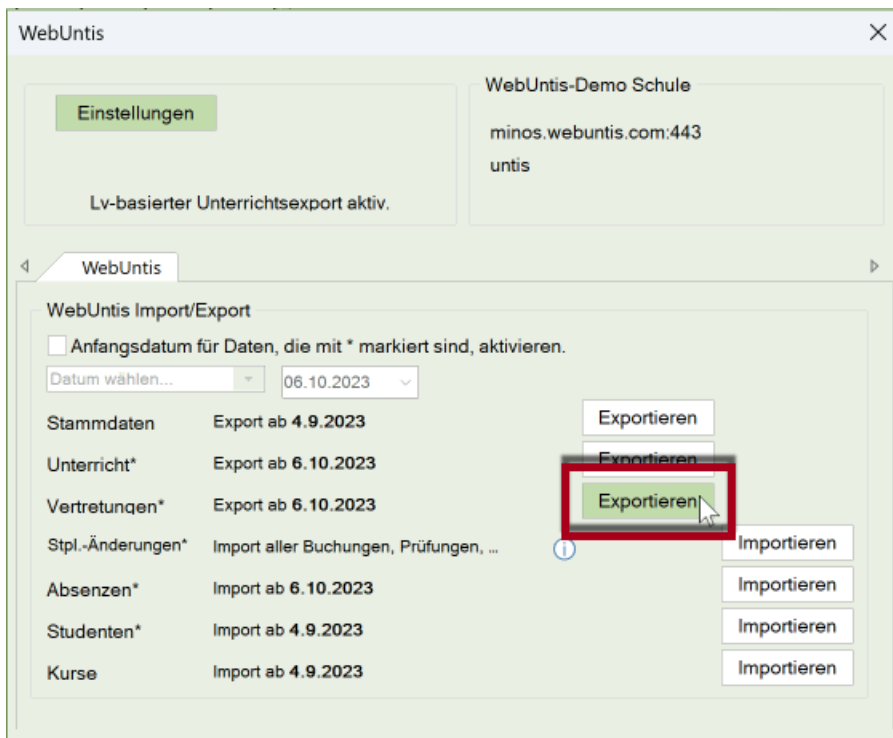 WebUntis
Einstellungen
Lv-basierter Unterrichtsexport aktiv.
WebUntis-Demo Schule
minos.webuntis.com:443
untis
WebUntis
WebUntis Import/Export
Anfangsdatum für Daten, die mit * markiert sind, aktivieren.
Datum wählen... 06.10.2023
Stammdaten Export ab 4.9.2023 Exportieren
Unterricht* Export ab 6.10.2023 Exportieren
Vertretungen* Export ab 6.10.2023 Exportieren
Stpl.-Änderungen* Import aller Buchungen, Prüfungen, ... Importieren
Absenzen* Import ab 6.10.2023 Importieren
Studenten* Import ab 4.9.2023 Importieren
Kurse Import ab 4.9.2023 Importieren